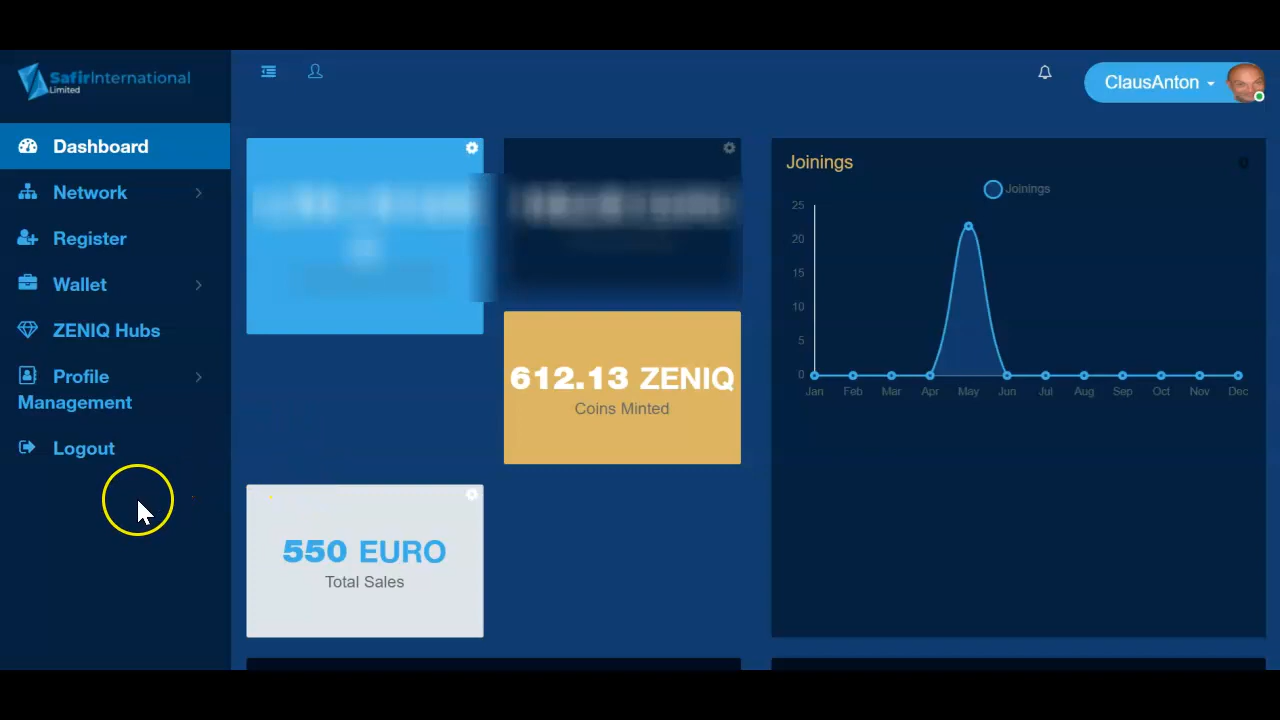 SafirInternational
Limited
ClausAnton
Dashboard
Network
Register
Wallet
ZENIQ Hubs
Profile
Management
Logout
612.13 ZENIQ
Coins Minted
550 EURO
Total Sales
Joinings
Joinings
25
20
15
10
5
0
Jan Feb Mar Apr May Jun Jul Aug Sep Oct Nov Dec